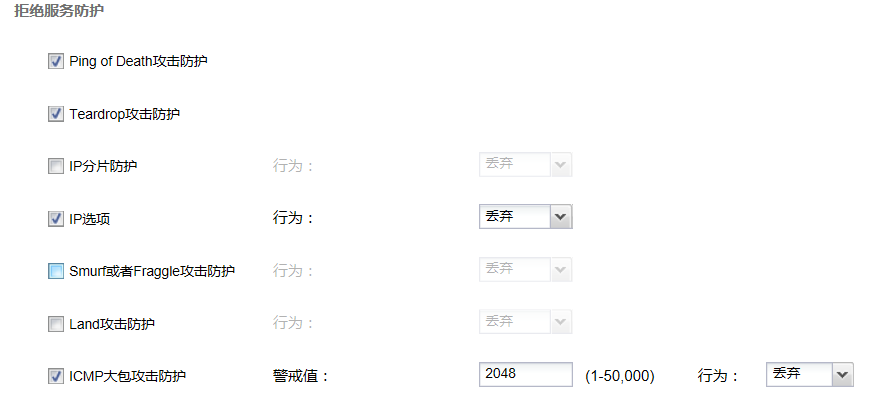 拒绝服务防护
Ping of Death攻击防护
Teardrop攻击防护
IP分片防护 行为： 丢弃
IP选项 行为： 丢弃
Smurf或者Fraggle攻击防护 行为： 丢弃
Land攻击防护 行为： 丢弃
ICMP大包攻击防护 警戒值： 2048 (1-50,000) 行为： 丢弃